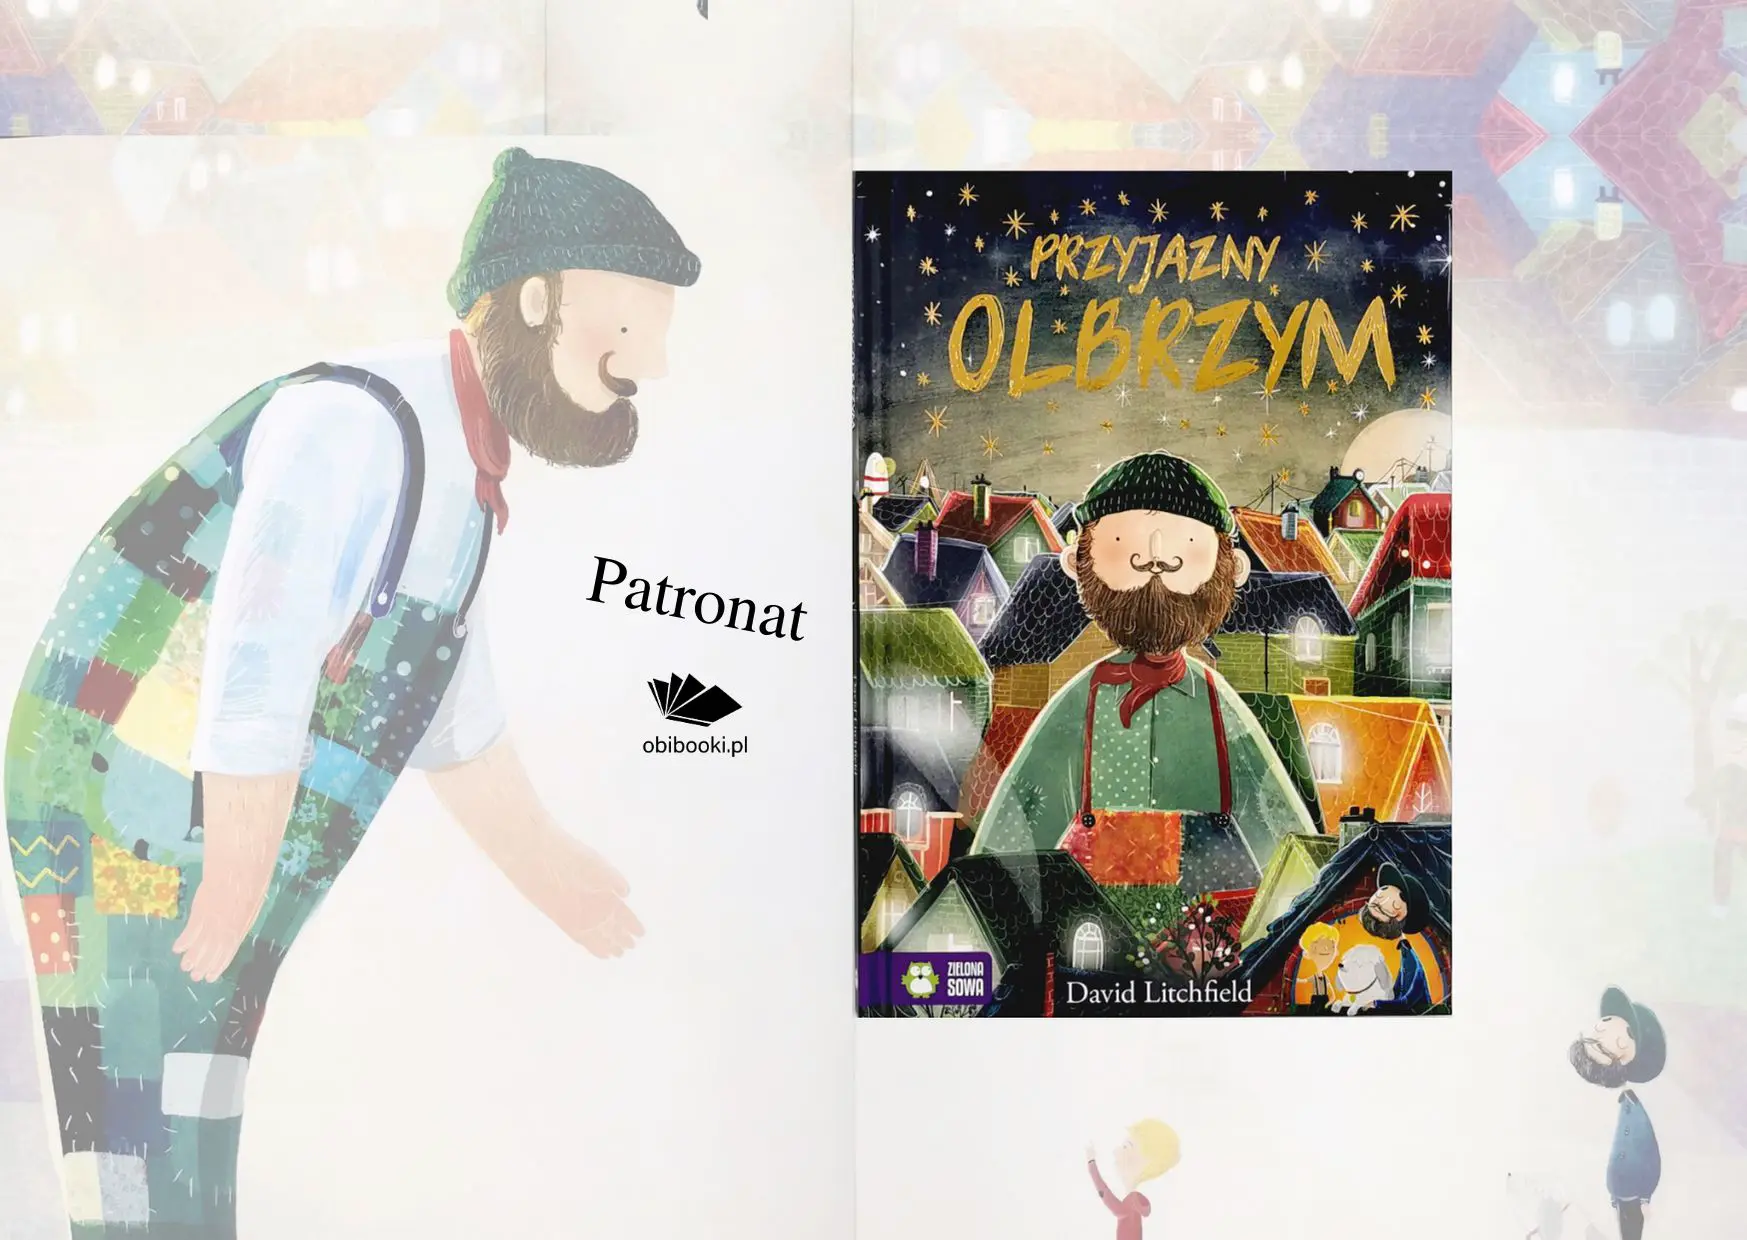 Patronat
obibooki.pl
PRZYJAZNY
OLBRZYM
ZIELONA
SOWA
David Litchfield